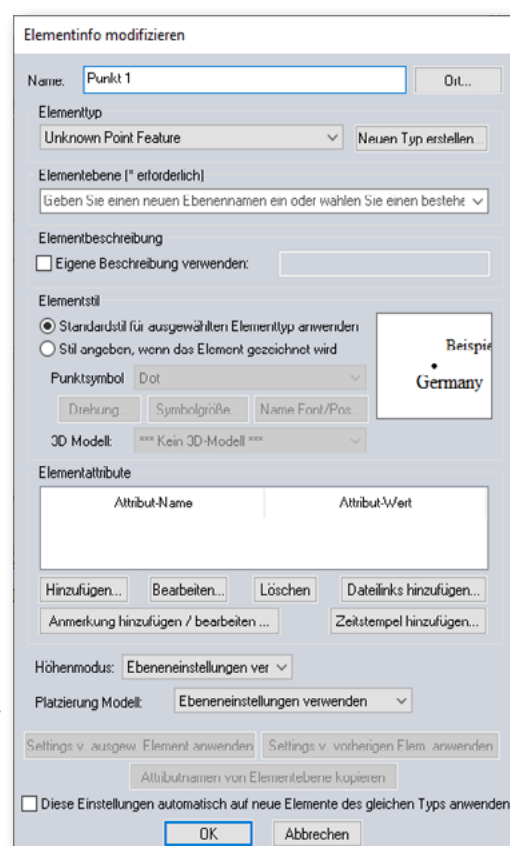 Elementinfo modifizieren
Name: Punkt 1 Ort...
Elementtyp
Unknown Point Feature Neuen Typ erstellen...
Elementebene (* erforderlich)
Geben Sie einen neuen Ebenennamen ein oder wählen Sie einen bestehe
Elementbeschreibung
Eigene Beschreibung verwenden:
Elementstil
Standardstil für ausgewählten Elementtyp anwenden
Stil angeben, wenn das Element gezeichnet wird
Beispie
Germany
Punktsymbol Dot
Drehung... Symbolgröße... Name Font/Pos...
3D Modell: *** Kein 3D-Modell ***
Elementattribute
Attribut-Name Attribut-Wert
Hinzufügen... Bearbeiten... Löschen Dateilinks hinzufügen...
Anmerkung hinzufügen / bearbeiten ... Zeitstempel hinzufügen...
Höhenmodus: Ebeneneinstellungen ver
Platzierung Modell: Ebeneneinstellungen verwenden
Settings v. ausgew. Element anwenden Settings v. vorherigen Elem. anwenden
Attributnamen von Elementebene kopieren
Diese Einstellungen automatisch auf neue Elemente des gleichen Typs anwenden
OK Abbrechen